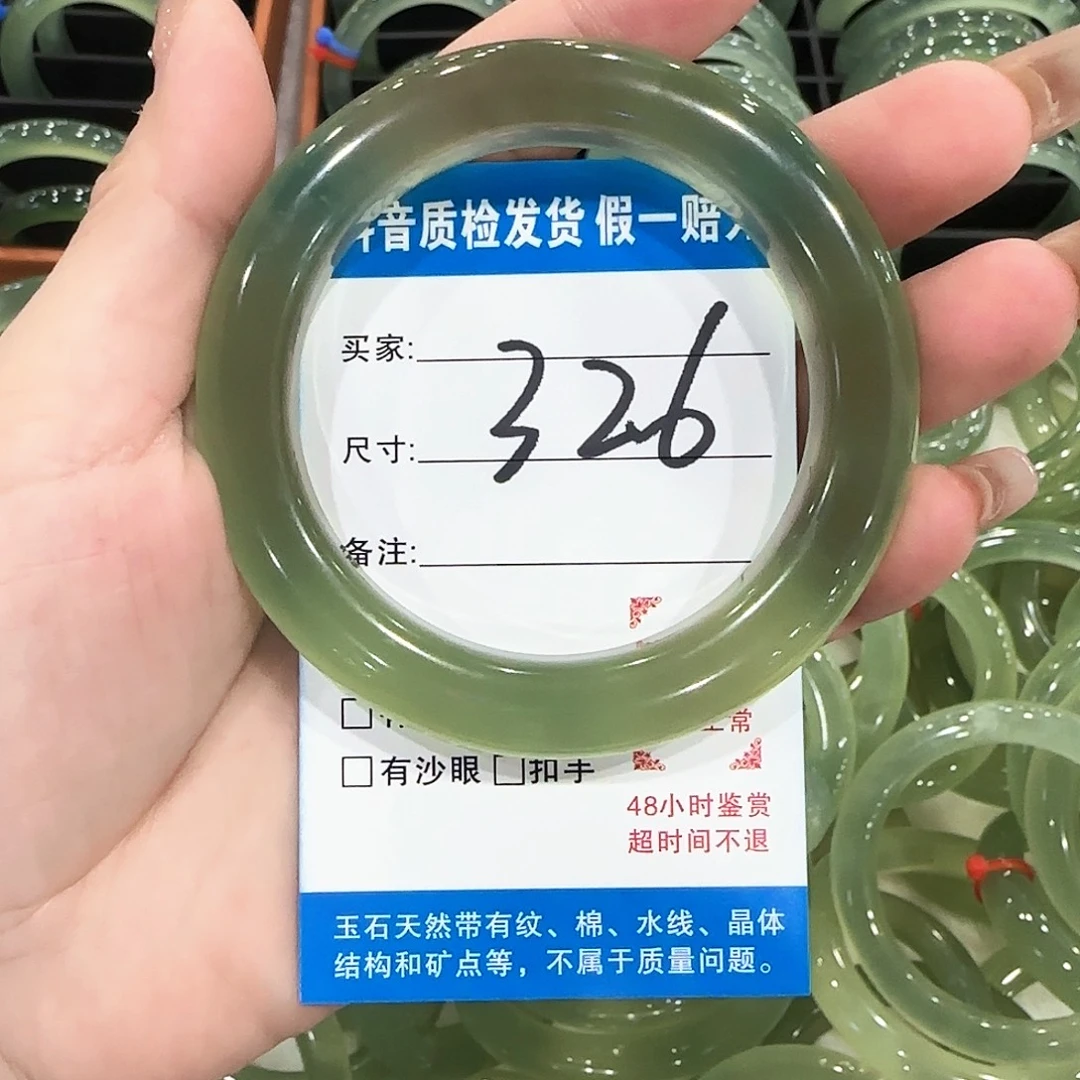 音质检发货 假一赔
买家:
326
尺寸:
备注:
有沙眼 扣手
48小时鉴赏
超时间不退
玉石天然带有纹、棉、水线、晶体
结构和矿点等，不属于质量问题。